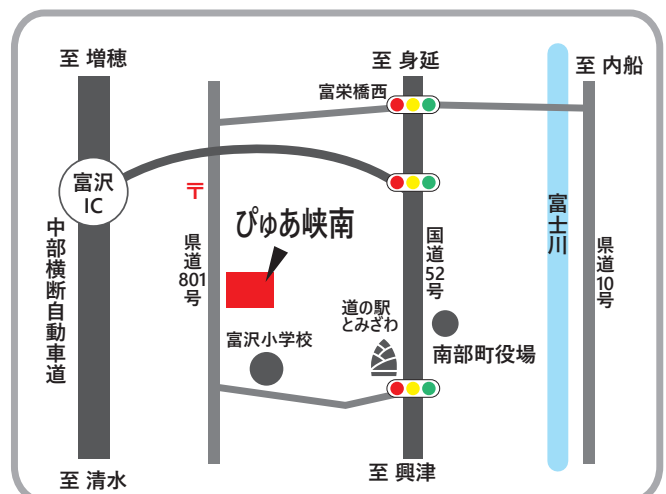 至 増穂
至 身延
至 内船
富栄橋西
富沢
IC
〒
ぴゅあ峡南
中部横断自動車道
県道801号
国道52号
富士川
県道10号
道の駅
とみざわ
富沢小学校
南部町役場
至 清水
至 興津